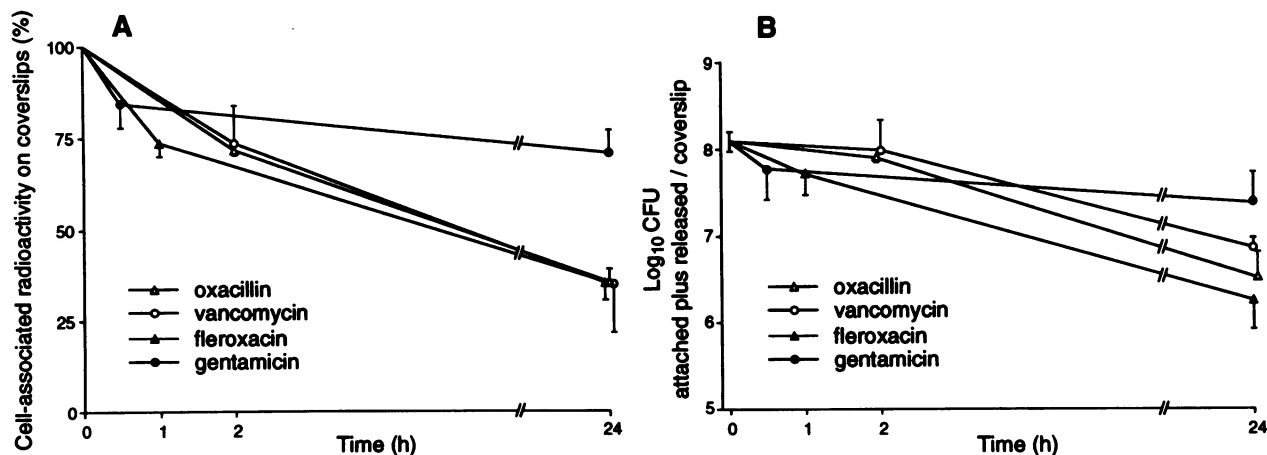 A
Cell-associated radioactivity on coverslips (%)
100
75
50
25
0
oxacillin
vancomycin
fleroxacin
gentamicin
0 1 2 24
Time (h)
B
Log10 CFU
attached plus released / coverslip
9
8
7
6
5
oxacillin
vancomycin
fleroxacin
gentamicin
0 1 2 24
Time (h)